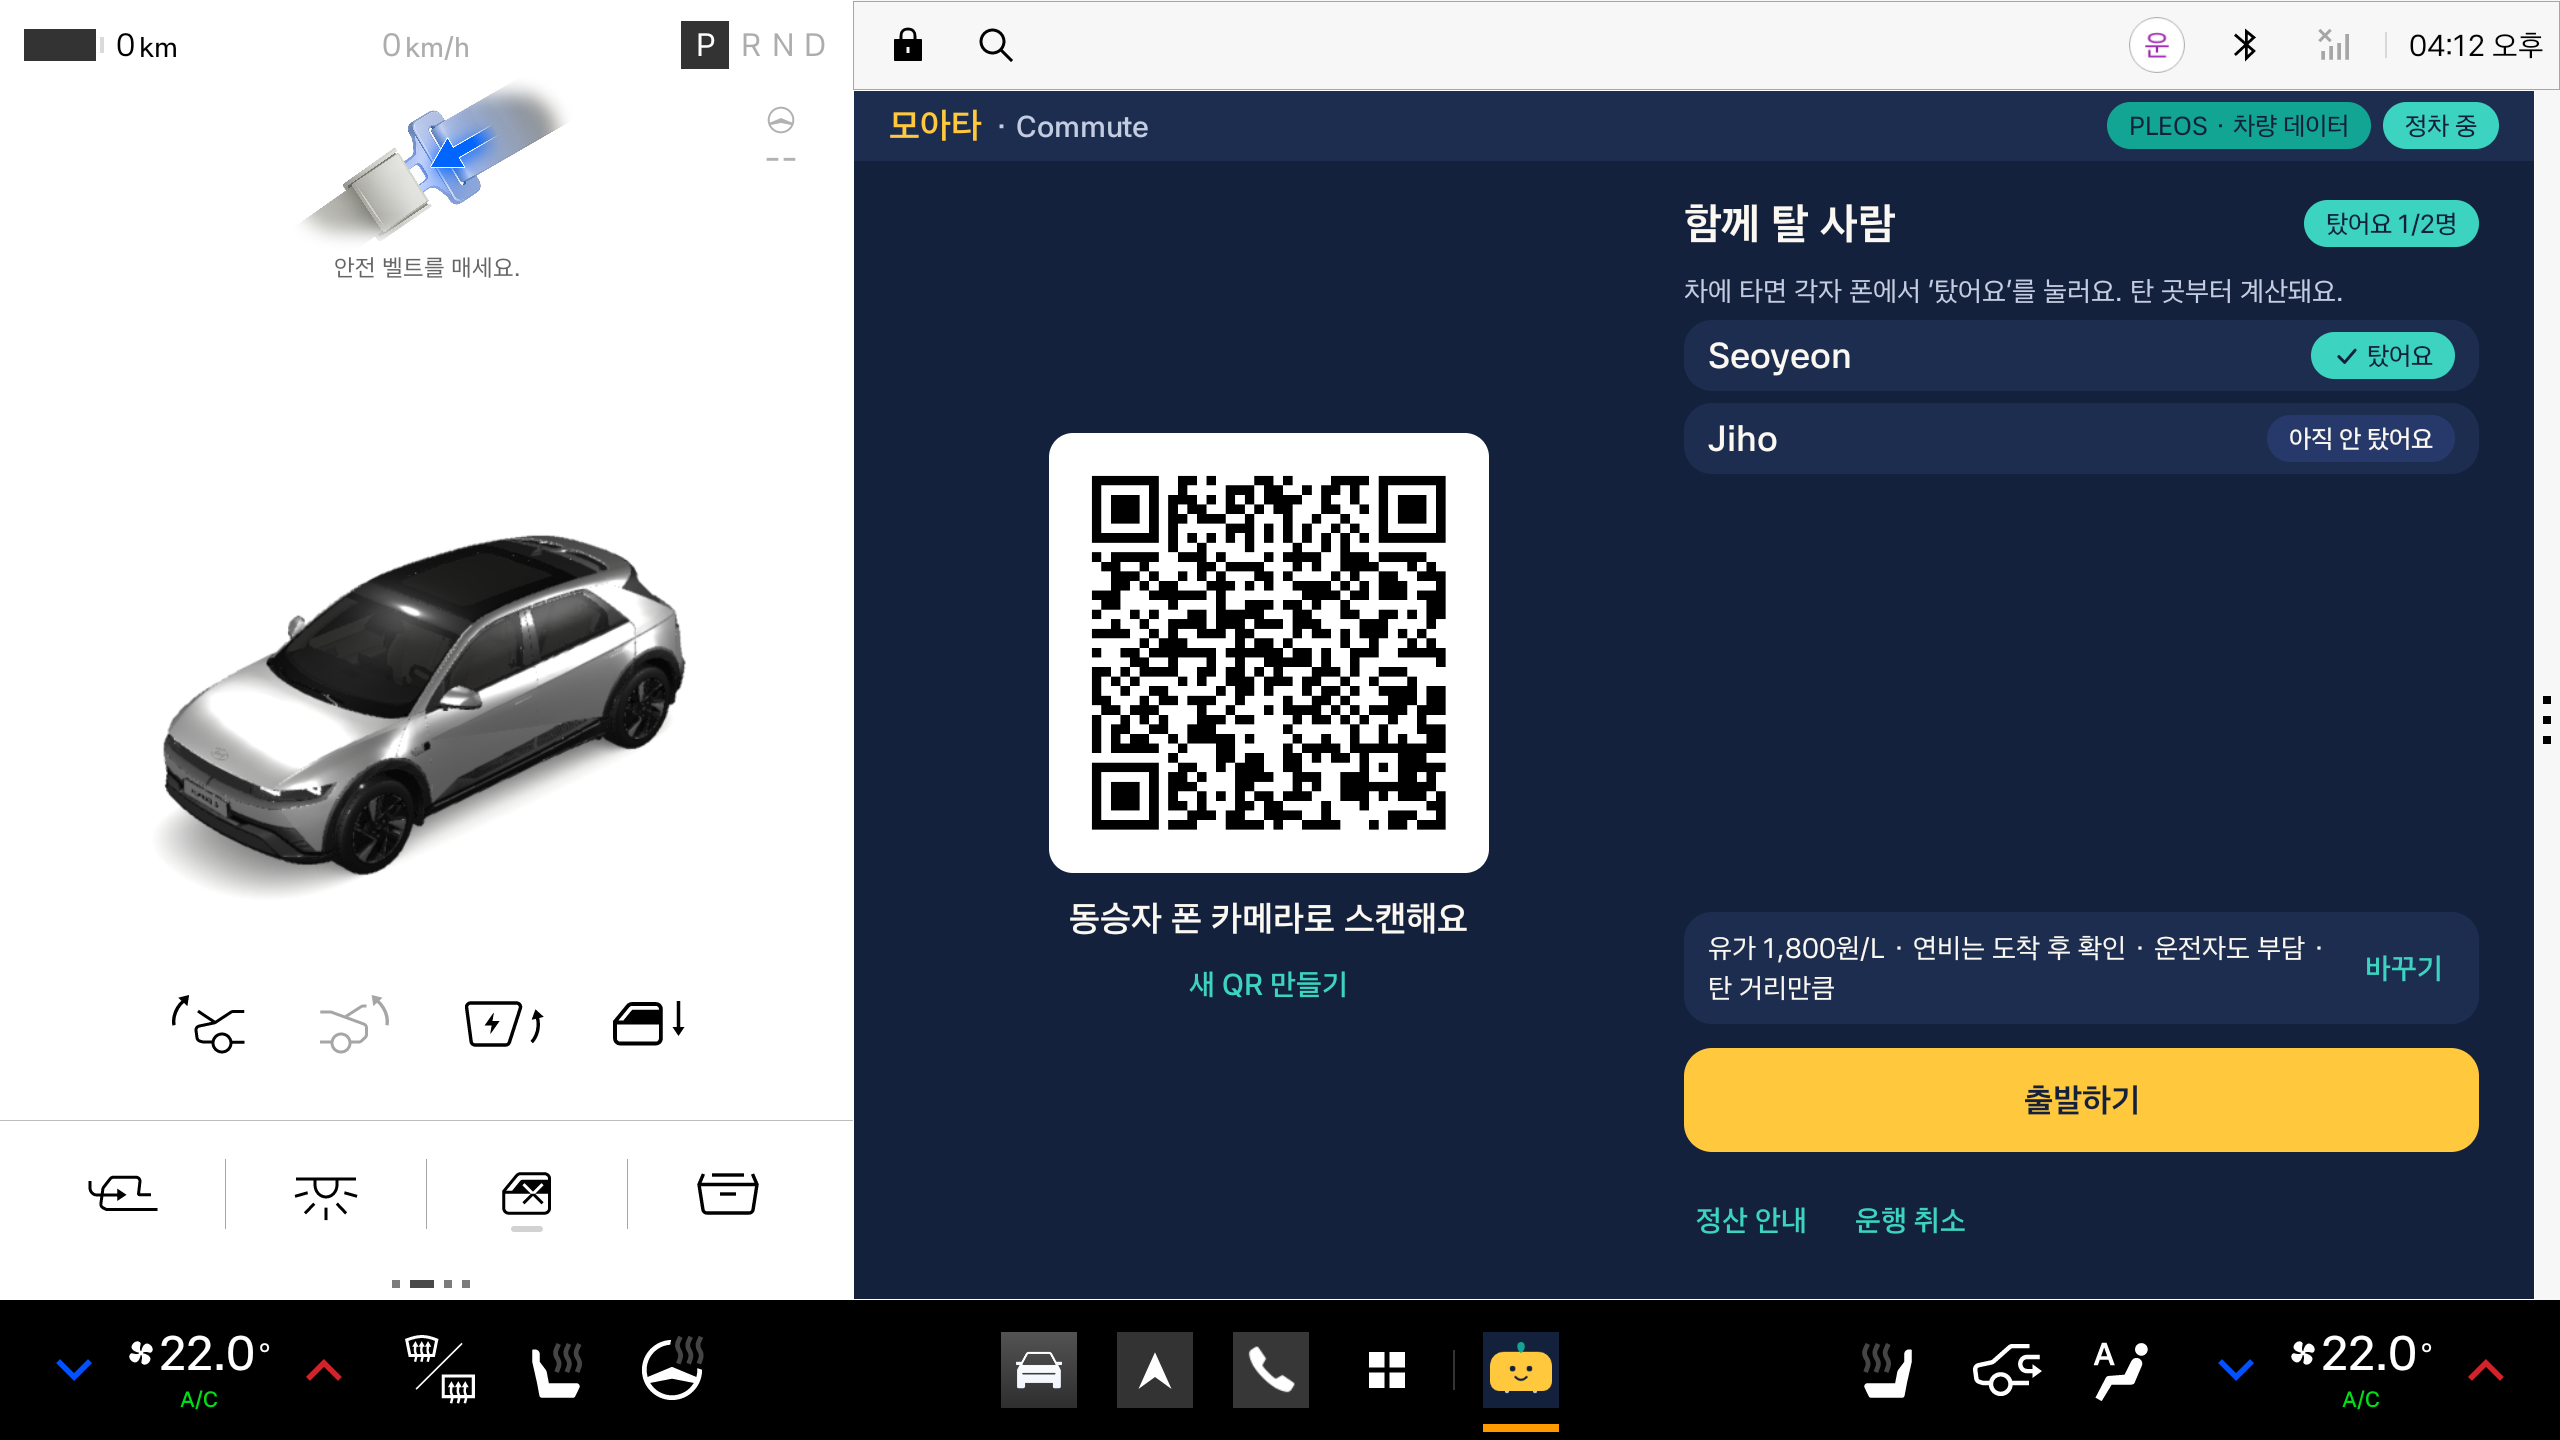 0 km
0 km/h
P R N D
운
04:12 오후
안전 벨트를 매세요.
--
모아타 · Commute
PLEOS · 차량 데이터
정차 중
동승자 폰 카메라로 스캔해요
새 QR 만들기
함께 탈 사람
탔어요 1/2명
차에 타면 각자 폰에서 ‘탔어요‘를 눌러요. 탄 곳부터 계산돼요.
Seoyeon
✓ 탔어요
Jiho
아직 안 탔어요
유가 1,800원/L · 연비는 도착 후 확인 · 운전자도 부담 ·
탄 거리만큼
바꾸기
출발하기
정산 안내
운행 취소
22.0°
A/C
A
22.0°
A/C